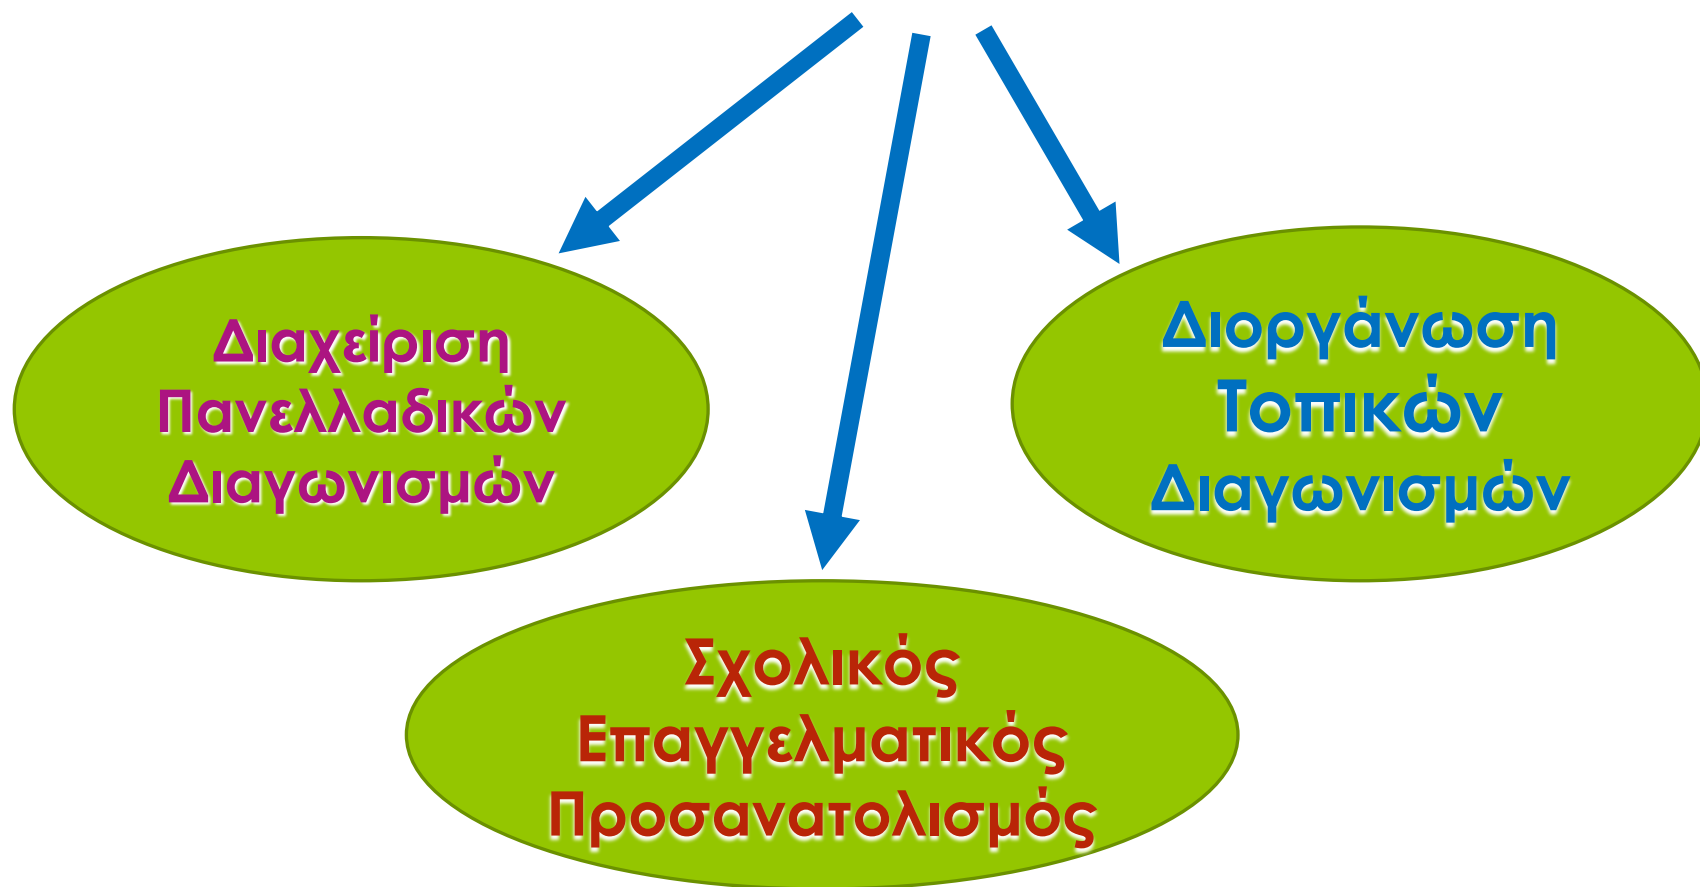 Διαχείριση
Πανελλαδικών
Διαγωνισμών
Διοργάνωση
Τοπικών
Διαγωνισμών
Σχολικός
Επαγγελματικός
Προσανατολισμός